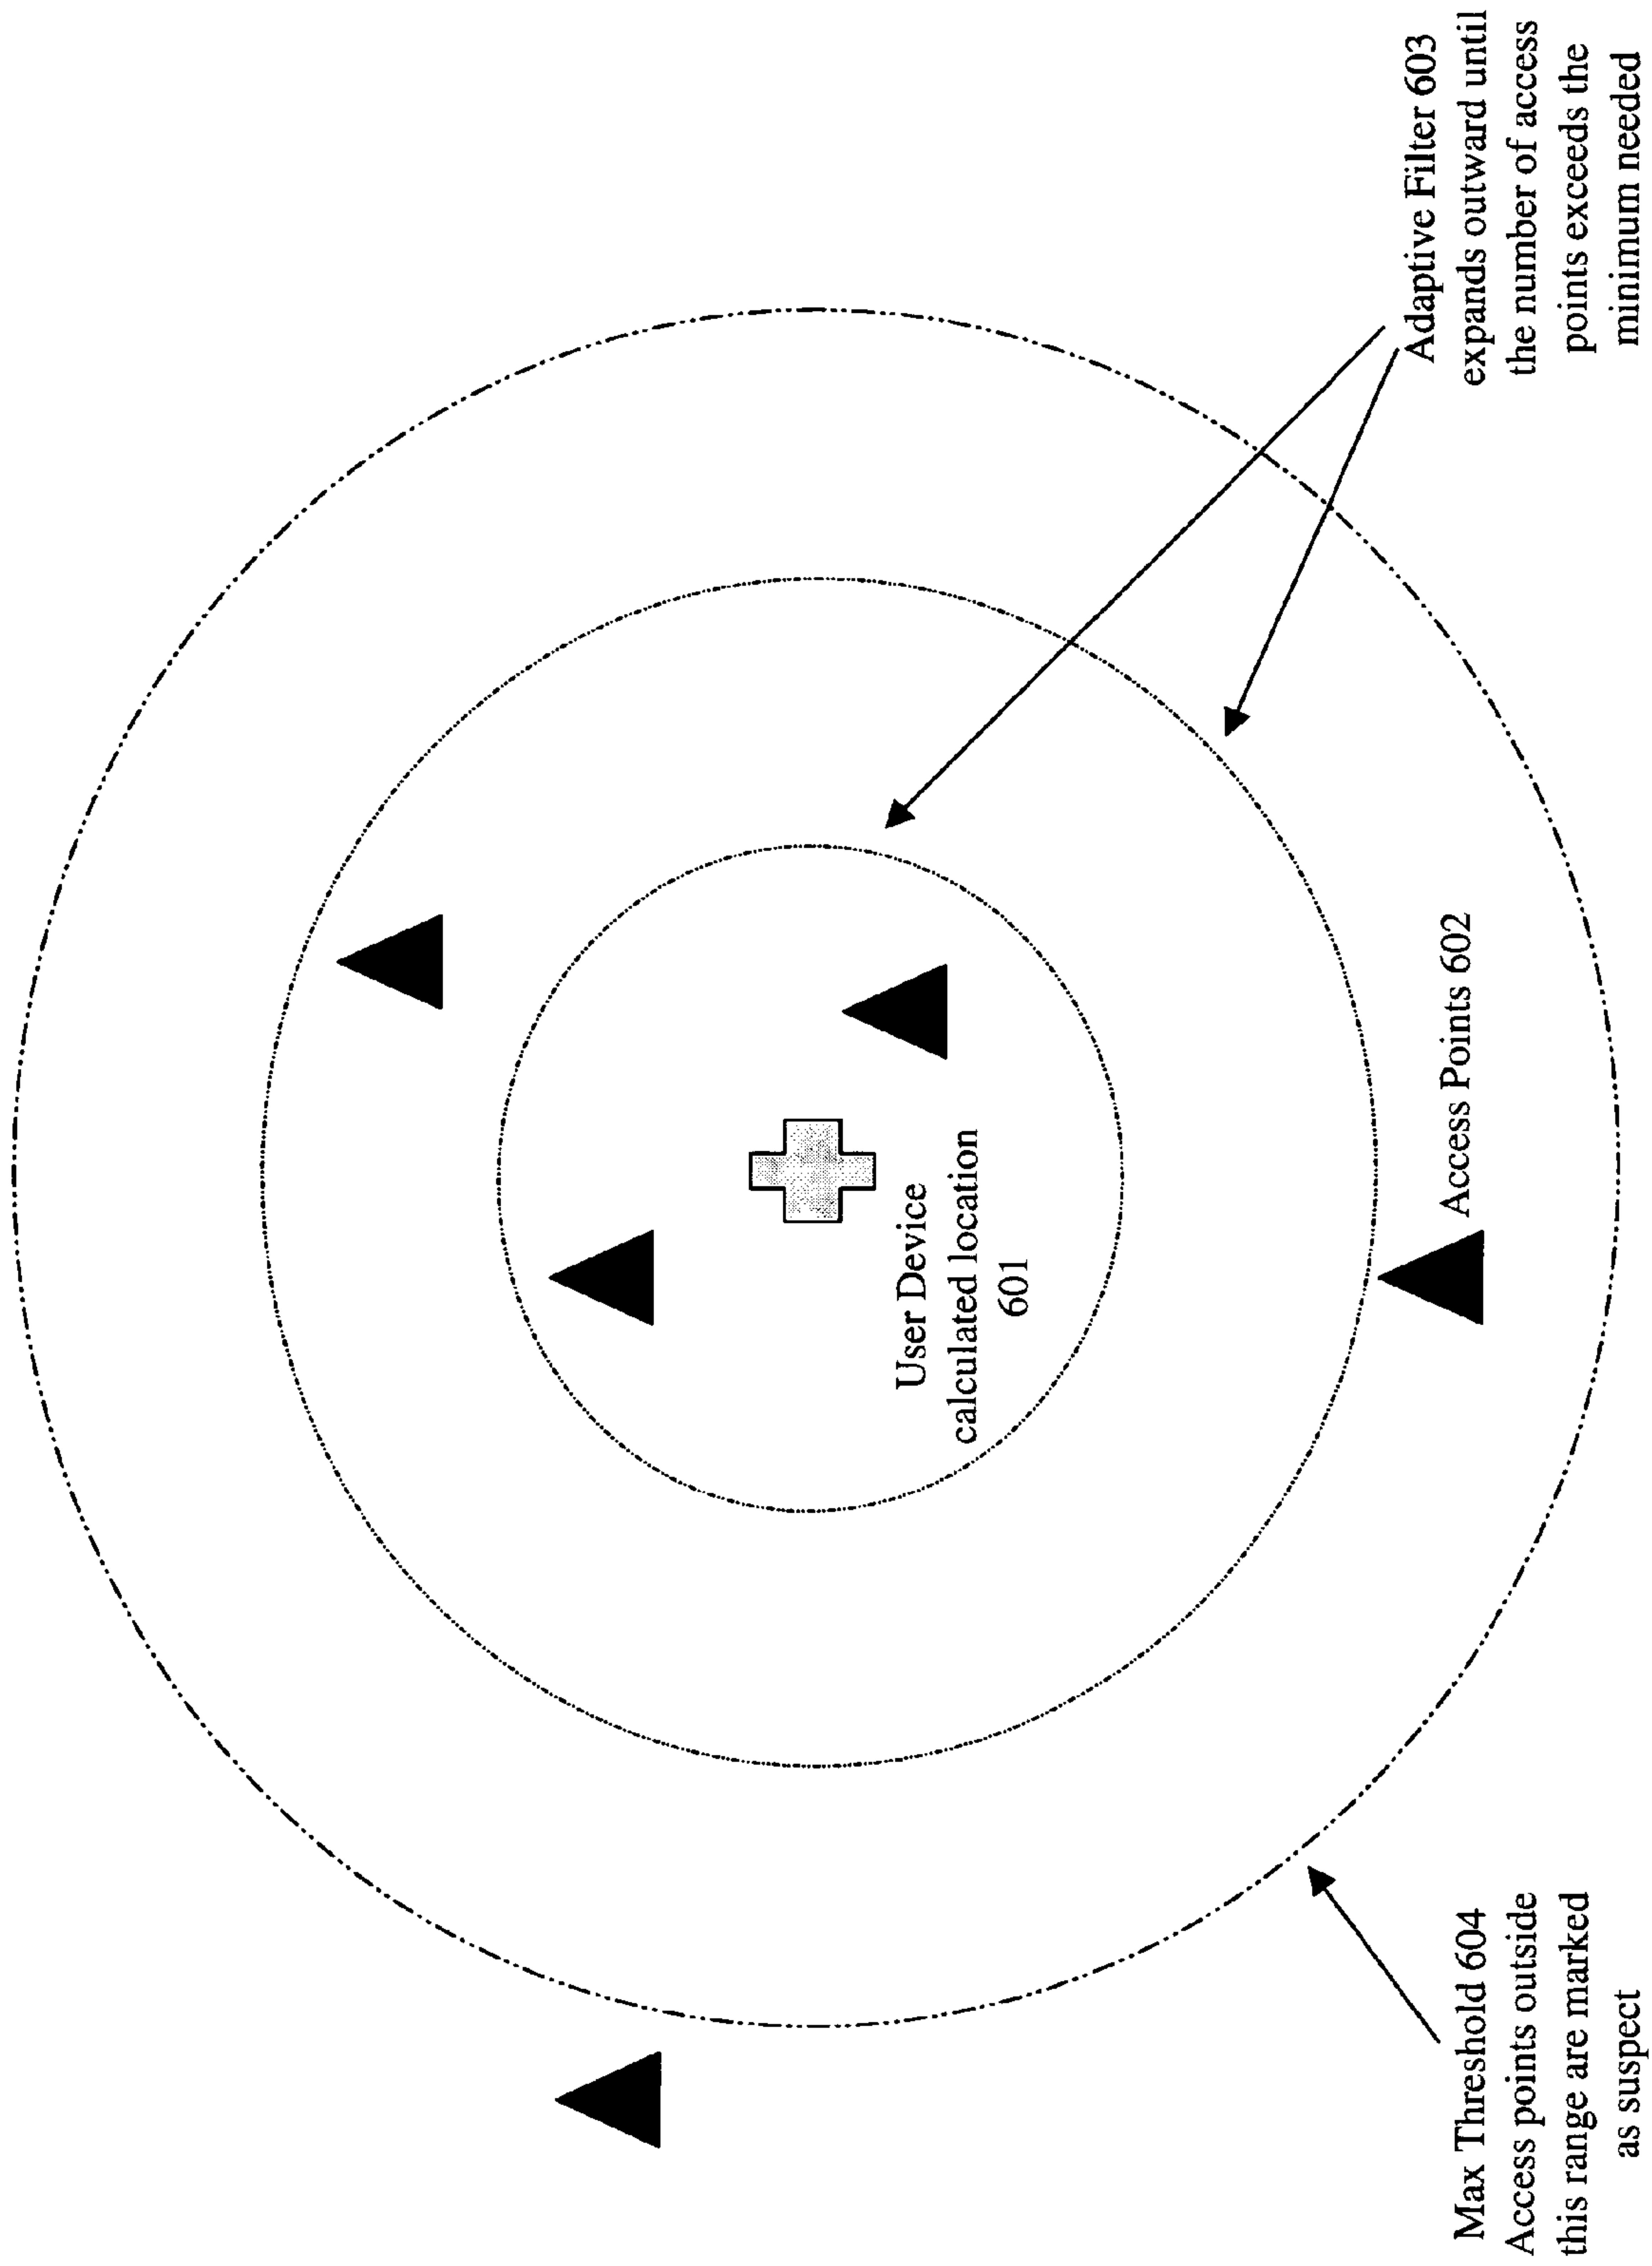 User Device
calculated location
601
Access Points 602
Max Threshold 604
Access points outside
this range are marked
as suspect
Adaptive Filter 603
expands outward until
the number of access
points exceeds the
minimum needed